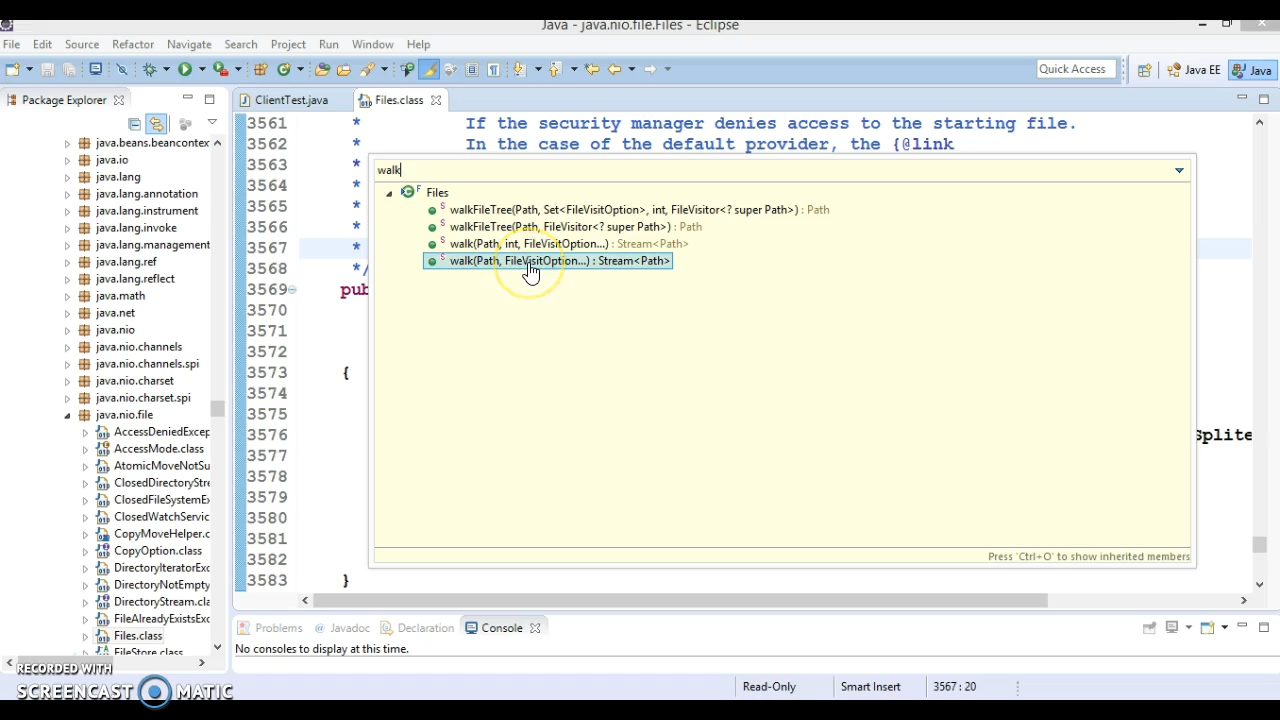 Java - java.nio.file.Files - Eclipse
File Edit Source Refactor Navigate Search Project Run Window Help
Quick Access
Java EE
Java
Package Explorer
ClientTest.java
Files.class
java.beans.beancontex
java.io
java.lang
java.lang.annotation
java.lang.instrument
java.lang.invoke
java.lang.management
java.lang.ref
java.lang.reflect
java.math
java.net
java.nio
java.nio.channels
java.nio.channels.spi
java.nio.charset
java.nio.charset.spi
java.nio.file
AccessDeniedExcep
AccessMode.class
AtomicMoveNotSu
ClosedDirectoryStre
ClosedFileSystemEx
ClosedWatchServic
CopyMoveHelper.c
CopyOption.class
DirectoryIteratorExc
DirectoryNotEmpty
DirectoryStream.cla
FileAlreadyExistsExc
Files.class
FileStore.class
3561 * If the security manager denies access to the starting file.
3562 * In the case of the default provider, the {@link
3563 *
3564 *
3565 *
3566 *
3567 *
3568 */
3569 pub
3570
3571
3572
3573 {
3574
3575
3576 Splite
3577
3578
3579
3580
3581
3582
3583 }
walk
Files
walkFileTree(Path, Set<FileVisitOption>, int, FileVisitor<? super Path>) : Path
walkFileTree(Path, FileVisitor<? super Path>) : Path
walk(Path, int, FileVisitOption...) : Stream<Path>
walk(Path, FileVisitOption...) : Stream<Path>
Press 'Ctrl+O' to show inherited members
Problems @ Javadoc Declaration Console
No consoles to display at this time.
Read-Only Smart Insert 3567 : 20
RECORDED WITH
SCREENCAST MATIC